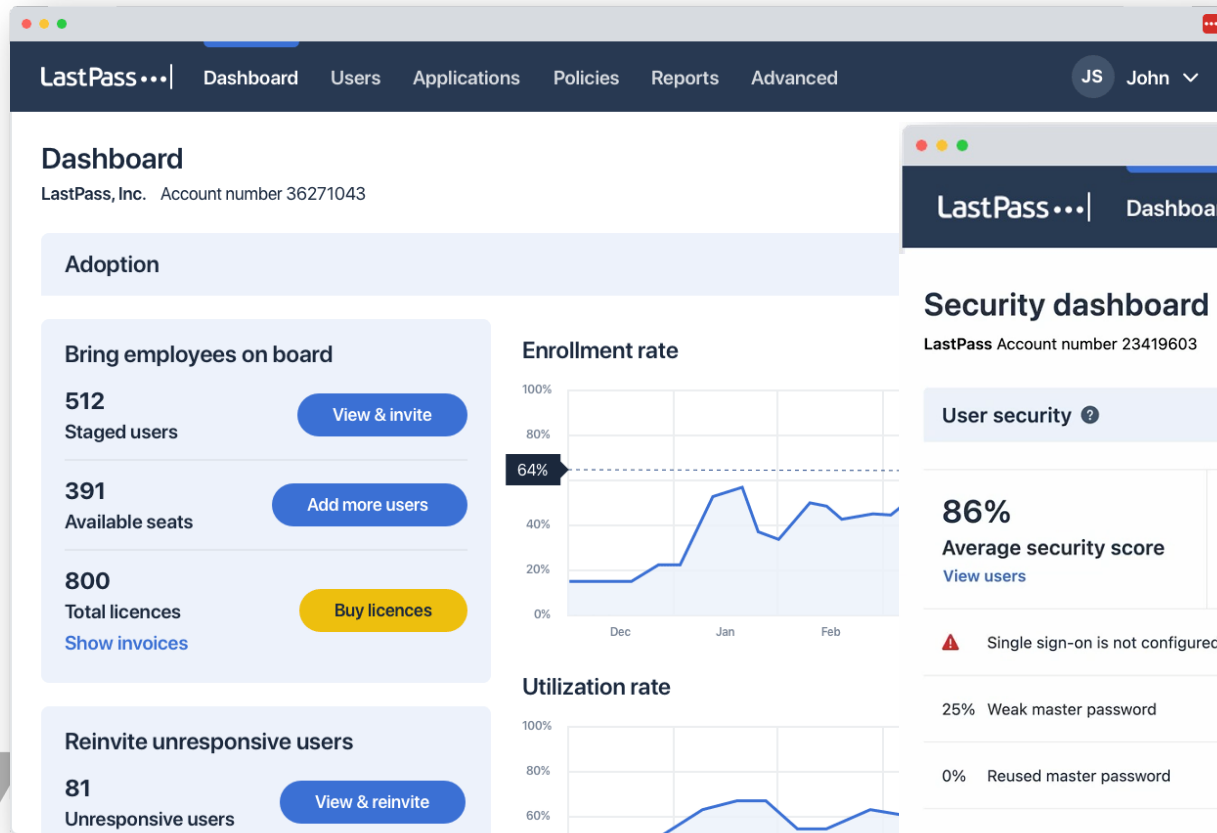 LastPass
Dashboard Users Applications Policies Reports Advanced
JS John
Dashboard
LastPass, Inc. Account number 36271043
Adoption
Bring employees on board
512
Staged users
View & invite
391
Available seats
Add more users
800
Total licences
Buy licences
Show invoices
Reinvite unresponsive users
81
Unresponsive users
View & reinvite
Enrollment rate
100%
80%
64%
40%
20%
0%
Dec Jan Feb
Utilization rate
100%
80%
60%
LastPass
Security dashboard
LastPass Account number 23419603
User security ?
86%
Average security score
View users
Single sign-on is not configured
25% Weak master password
0% Reused master password